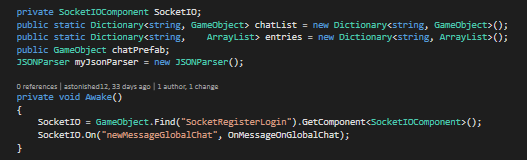 private SocketIOComponent SocketIO;
public static Dictionary<string, GameObject> chatList = new Dictionary<string, GameObject>();
public static Dictionary<string,    ArrayList> entries = new Dictionary<string, ArrayList>();
public GameObject chatPrefab;
JSONParser myJsonParser = new JSONParser();
0 references | astonished12, 33 days ago | 1 author, 1 change
private void Awake()
{
    SocketIO = GameObject.Find("SocketRegisterLogin").GetComponent<SocketIOComponent>();
    SocketIO.On("newMessageGlobalChat", OnMessageOnGlobalChat);
}